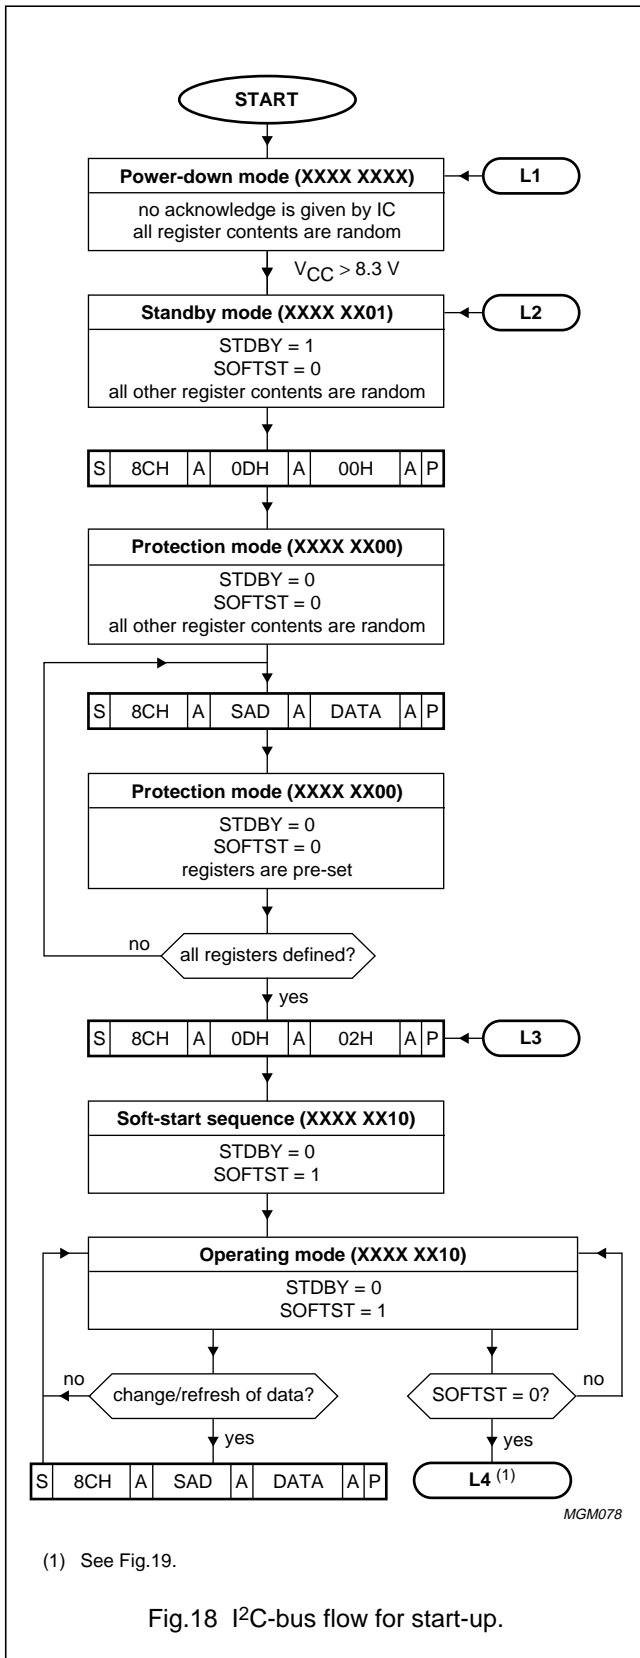 START
Power-down mode (XXXX XXXX)
L1
no acknowledge is given by IC
all register contents are random
VCC > 8.3 V
Standby mode (XXXX XX01)
L2
STDBY = 1
SOFTST = 0
all other register contents are random
S 8CH A 0DH A 00H A P
Protection mode (XXXX XX00)
STDBY = 0
SOFTST = 0
all other register contents are random
S 8CH A SAD A DATA A P
Protection mode (XXXX XX00)
STDBY = 0
SOFTST = 0
registers are pre-set
no
all registers defined?
yes
S 8CH A 0DH A 02H A P
L3
Soft-start sequence (XXXX XX10)
STDBY = 0
SOFTST = 1
Operating mode (XXXX XX10)
STDBY = 0
SOFTST = 1
no
change/refresh of data?
SOFTST = 0?
no
yes
yes
S 8CH A SAD A DATA A P
L4 (1)
MGM078
(1) See Fig.19.
Fig.18 I²C-bus flow for start-up.